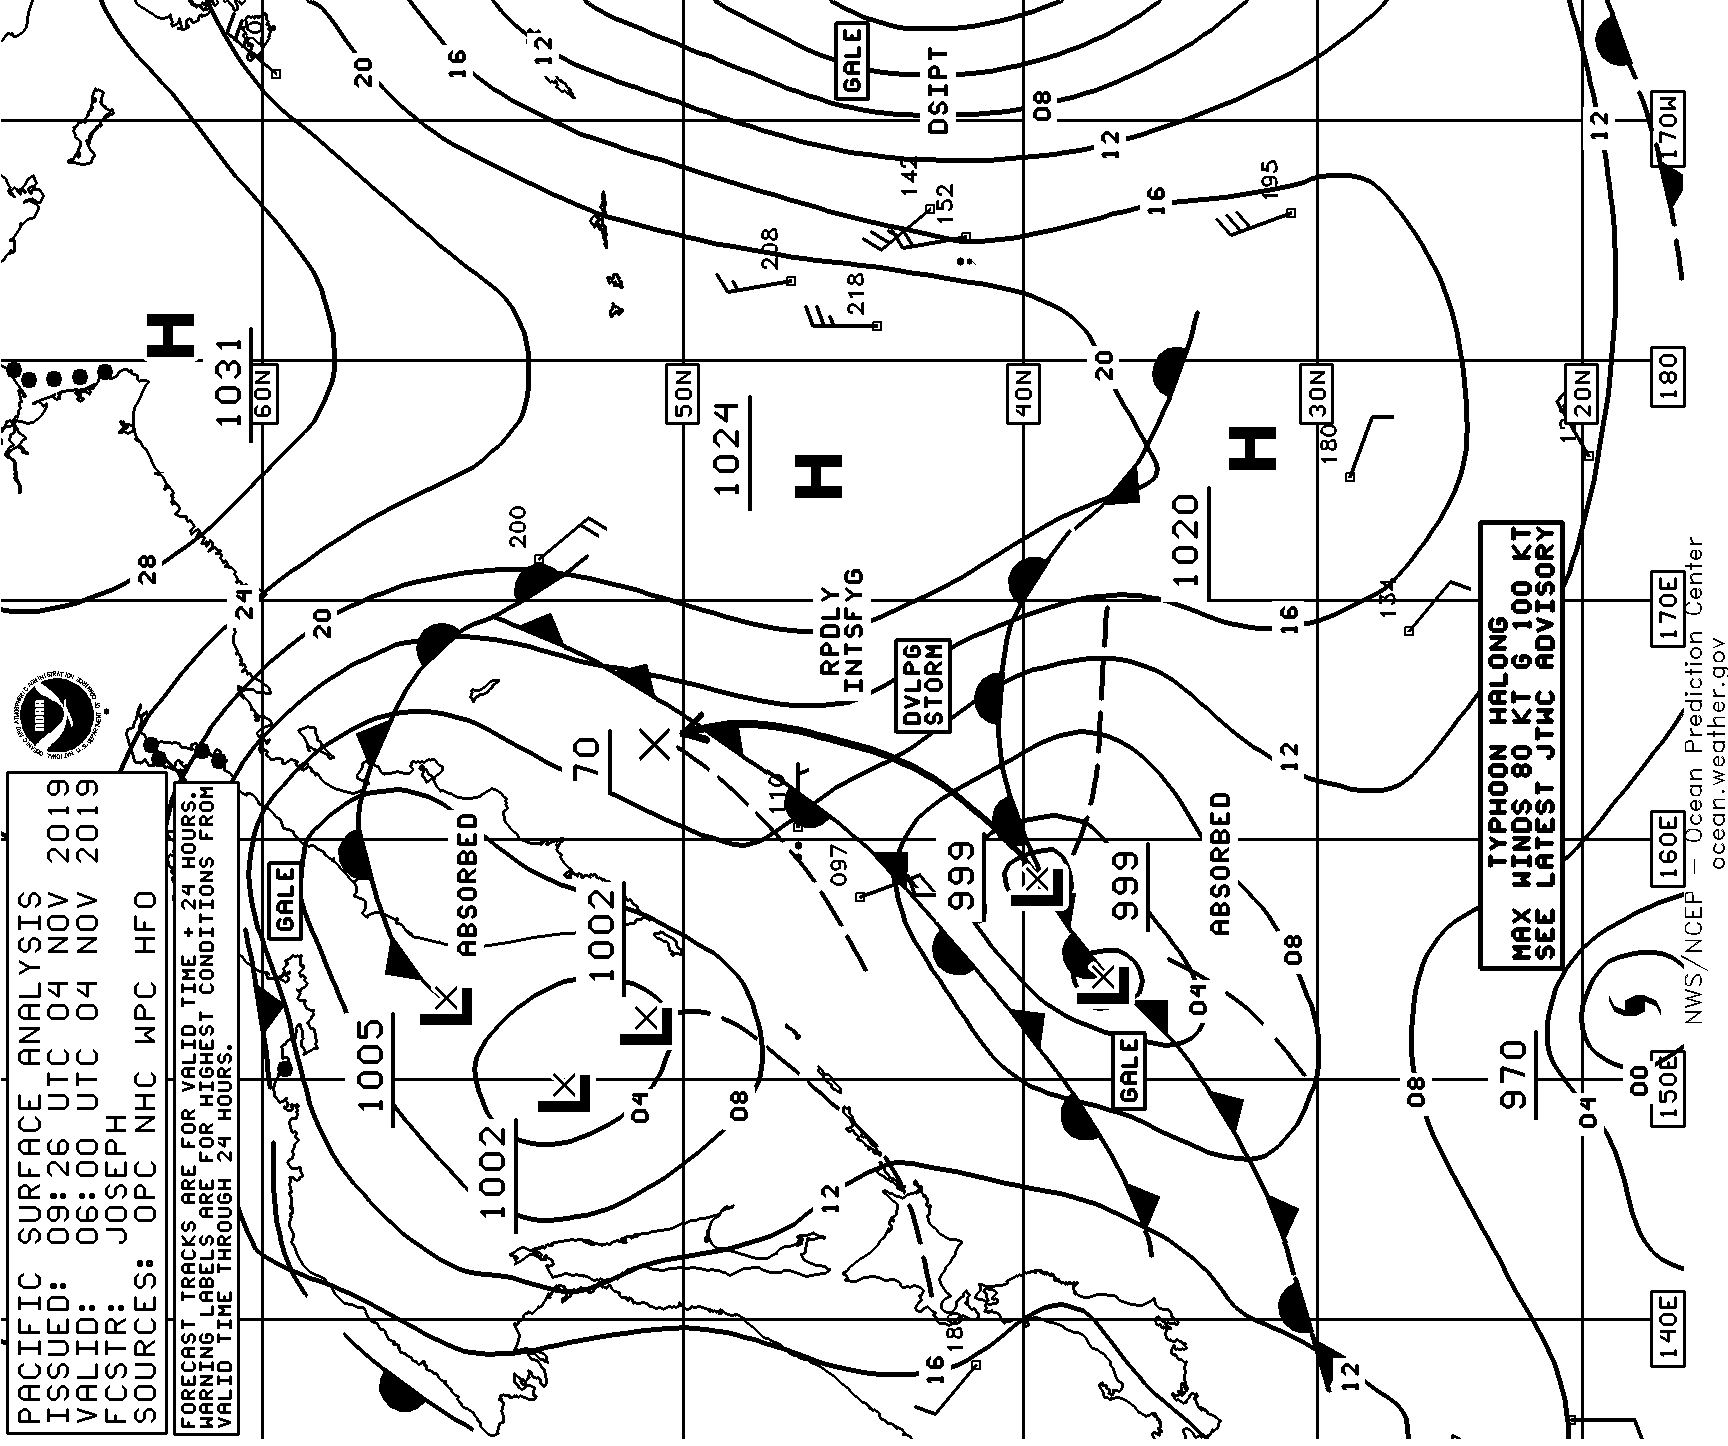 PACIFIC SURFACE ANALYSIS
ISSUED: 09:26 UTC 04 NOV 2019
VALID: 06:00 UTC 04 NOV 2019
FCSTR: JOSEPH
SOURCES: OPC NHC WPC HFO
FORECAST TRACKS ARE FOR VALID TIME + 24 HOURS.
WARNING LABELS ARE FOR HIGHEST CONDITIONS FROM
VALID TIME THROUGH 24 HOURS.
H
1031
60N
28
24
20
200
GALE
ABSORBED
1005
1002
1002
04
08
12
16
70
50N
1024
H
RPPDLY
INTSFYG
DVLPG
STORM
110
097
999
999
ABSORBED
GALE
04
08
L
L
L
L
L
20
16
12
GALE
DSIPT
08
12
16
142
152
208
218
195
20
40N
30N
20N
1020
H
180
134
16
12
12
TYPHOON HALONG
MAX WINDS 80 KT G 100 KT
SEE LATEST JTWC ADVISORY
970
08
04
00
12
180
170W
180
170E
160E
150E
140E
NWS/NCEP – Ocean Prediction Center
ocean.weather.gov